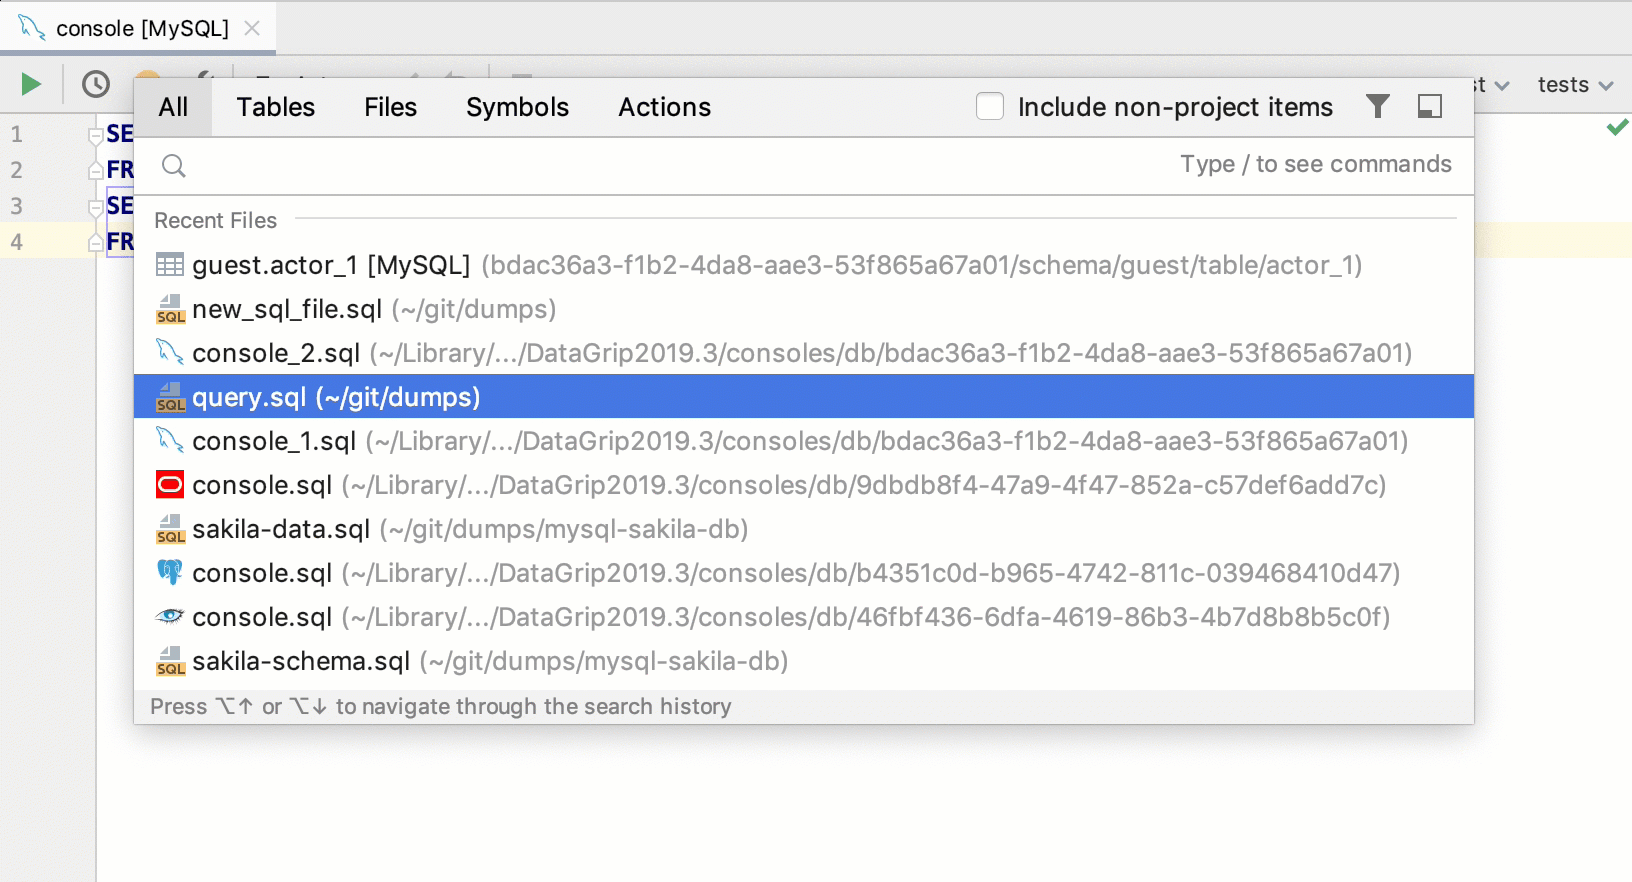 console [MySQL]
tests
All Tables Files Symbols Actions Include non-project items
1 SE
2 FR
3 SE
4 FR
Type / to see commands
Recent Files
guest.actor_1 [MySQL] (bdac36a3-f1b2-4da8-aae3-53f865a67a01/schema/guest/table/actor_1)
SQL new_sql_file.sql (~/git/dumps)
console_2.sql (~/Library/.../DataGrip2019.3/consoles/db/bdac36a3-f1b2-4da8-aae3-53f865a67a01)
SQL query.sql (~/git/dumps)
console_1.sql (~/Library/.../DataGrip2019.3/consoles/db/bdac36a3-f1b2-4da8-aae3-53f865a67a01)
console.sql (~/Library/.../DataGrip2019.3/consoles/db/9dbdb8f4-47a9-4f47-852a-c57def6add7c)
SQL sakila-data.sql (~/git/dumps/mysql-sakila-db)
console.sql (~/Library/.../DataGrip2019.3/consoles/db/b4351c0d-b965-4742-811c-039468410d47)
console.sql (~/Library/.../DataGrip2019.3/consoles/db/46fbf436-6dfa-4619-86b3-4b7d8b8b5c0f)
SQL sakila-schema.sql (~/git/dumps/mysql-sakila-db)
Press ⌥↑ or ⌥↓ to navigate through the search history